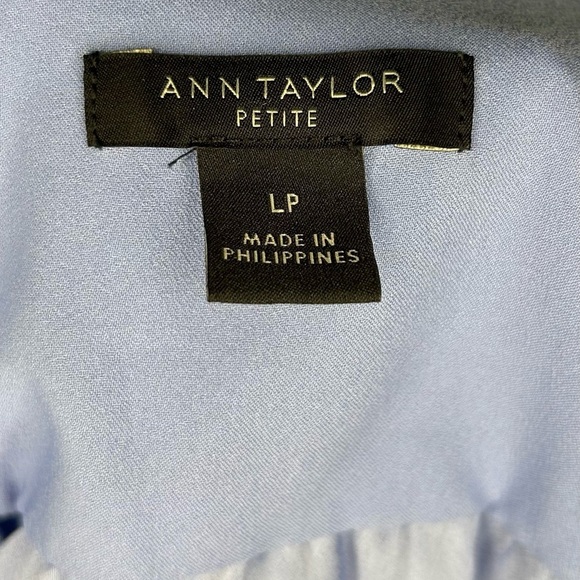 ANN TAYLOR
PETITE
LP
MADE IN
PHILIPPINES